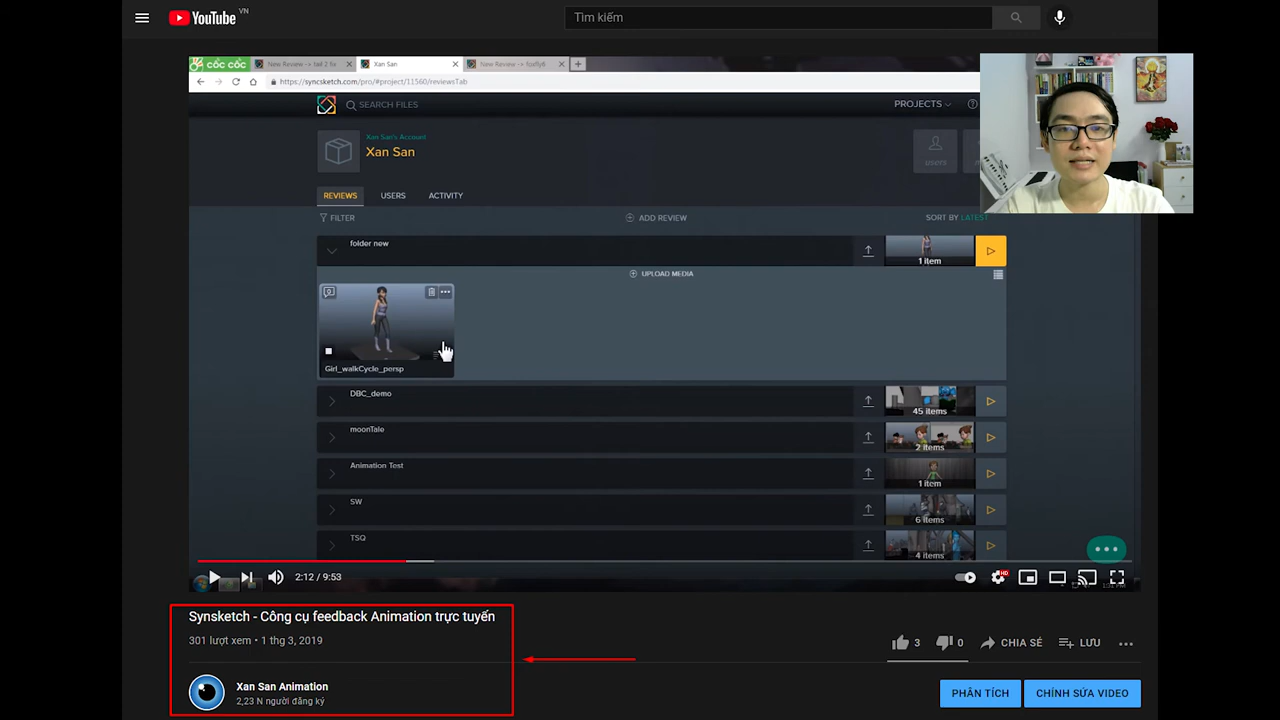 YouTube VN
Tìm kiếm
CỐC CỐC
New Review -> tail 2 fo
Xan San
New Review -> foxfly6
https://syncsketch.com/pro/#project/11560/reviewsTab
SEARCH FILES
PROJECTS
Xan San's Account
Xan San
users
REVIEWS
USERS
ACTIVITY
FILTER
ADD REVIEW
SORT BY LATEST
folder new
1 item
UPLOAD MEDIA
Girl_walkCycle_persp
DBC_demo
45 items
moonTale
2 items
Animation Test
1 item
SW
6 items
TSQ
4 items
2:12 / 9:53
HD
Synsketch - Công cụ feedback Animation trực tuyến
301 lượt xem • 1 thg 3, 2019
3
0
CHIA SẺ
LƯU
Xan San Animation
2,23 N người đăng ký
PHÂN TÍCH
CHỈNH SỬA VIDEO